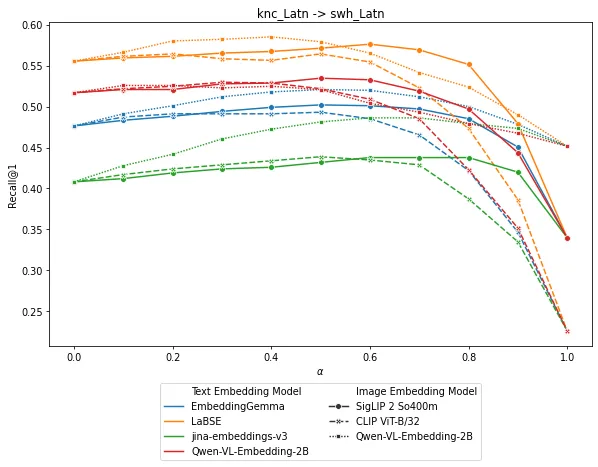 knc_Latn -> swh_Latn
0.60
0.55
0.50
0.45
0.40
0.35
0.30
0.25
Recall@1
0.0 0.2 0.4 0.6 0.8 1.0
α
Text Embedding Model Image Embedding Model
EmbeddingGemma SigLIP 2 So400m
LaBSE CLIP ViT-B/32
jina-embeddings-v3 Qwen-VL-Embedding-2B
Qwen-VL-Embedding-2B